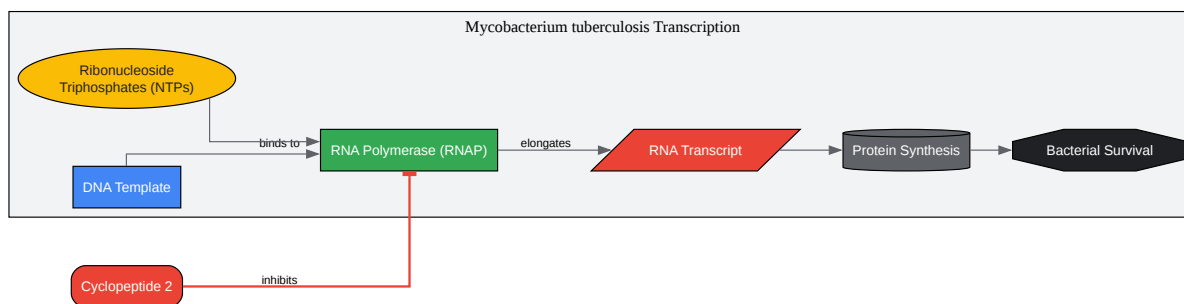 Mycobacterium tuberculosis Transcription
Ribonucleoside
Triphosphates (NTPs)
binds to
DNA Template
RNA Polymerase (RNAP)
elongates
RNA Transcript
Protein Synthesis
Bacterial Survival
Cyclopeptide 2
inhibits